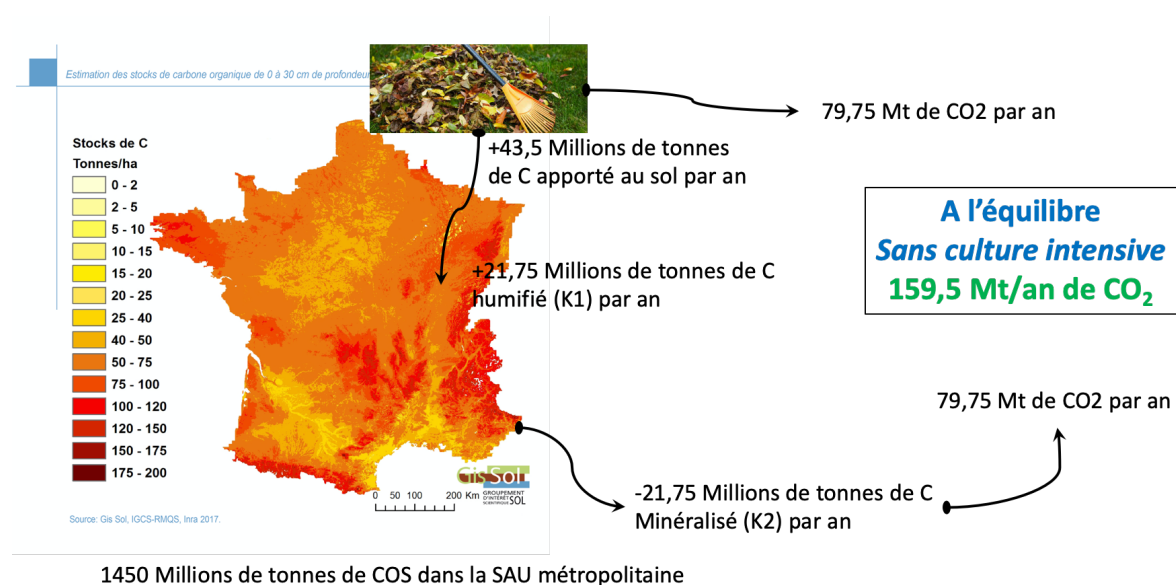 Estimation des stocks de carbone organique de 0 à 30 cm de profondeur
79,75 Mt de CO2 par an
+43,5 Millions de tonnes
de C apporté au sol par an
Stocks de C
Tonnes/ha
0 - 2
2 - 5
5 - 10
10 - 15
15 - 20
20 - 25
25 - 40
40 - 50
50 - 75
75 - 100
100 - 120
120 - 150
150 - 175
175 - 200
A l’équilibre
Sans culture intensive
159,5 Mt/an de CO₂
+21,75 Millions de tonnes de C
humifié (K1) par an
79,75 Mt de CO2 par an
Gis Sol
GROUPEMENT
D'INTÉRÊT
SCIENTIFIQUE SOL
0 50 100 200 Km
-21,75 Millions de tonnes de C
Minéralisé (K2) par an
Source: Gis Sol, IGCS-RMQS, Inra 2017.
1450 Millions de tonnes de COS dans la SAU métropolitaine